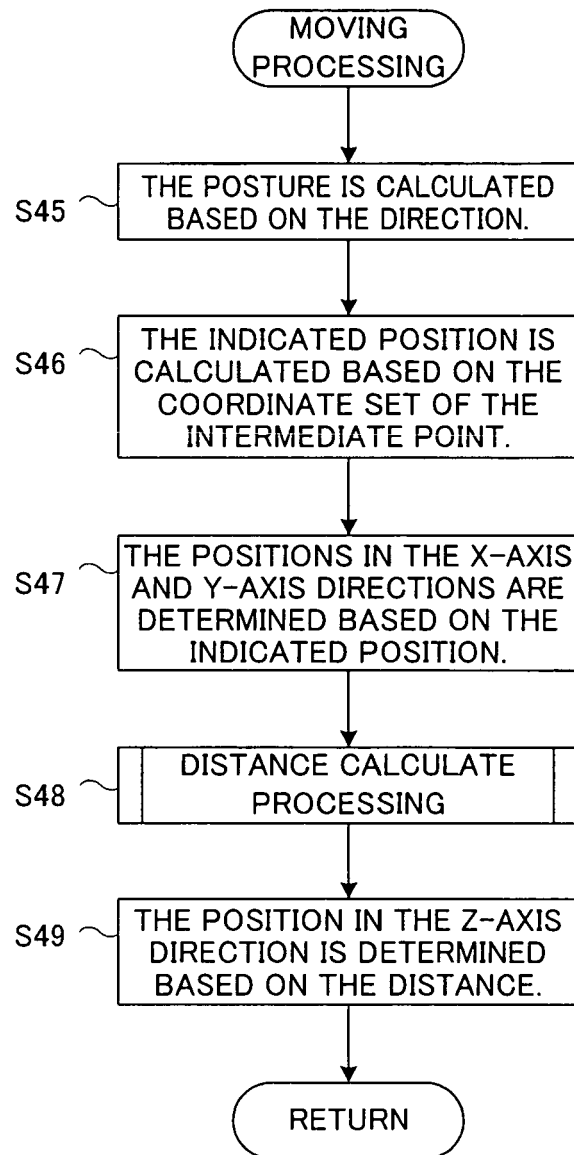 MOVING
PROCESSING
S45
THE POSTURE IS CALCULATED
BASED ON THE DIRECTION.
S46
THE INDICATED POSITION IS
CALCULATED BASED ON THE
COORDINATE SET OF THE
INTERMEDIATE POINT.
S47
THE POSITIONS IN THE X-AXIS
AND Y-AXIS DIRECTIONS ARE
DETERMINED BASED ON THE
INDICATED POSITION.
S48
DISTANCE CALCULATE
PROCESSING
S49
THE POSITION IN THE Z-AXIS
DIRECTION IS DETERMINED
BASED ON THE DISTANCE.
RETURN